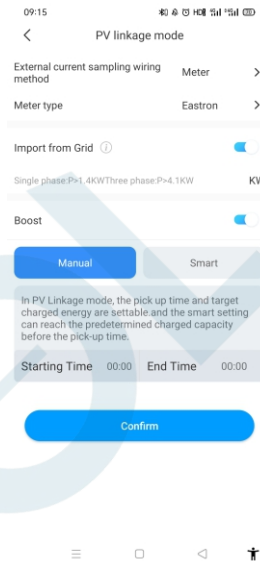 09:15
PV linkage mode
External current sampling wiring method Meter
Meter type Eastron
Import from Grid
Single phase:P>1.4KWThree phase:P>4.1KW KW
Boost
Manual Smart
In PV Linkage mode, the pick up time and target
charged energy are settable.and the smart setting
can reach the predetermined charged capacity
before the pick-up time.
Starting Time 00:00 End Time 00:00
Confirm